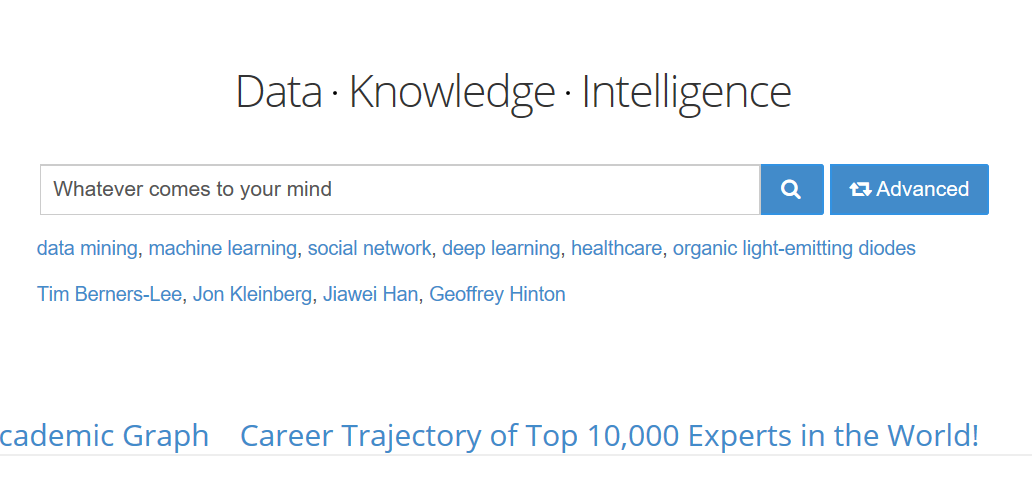 Data · Knowledge · Intelligence
Whatever comes to your mind
Advanced
data mining, machine learning, social network, deep learning, healthcare, organic light-emitting diodes
Tim Berners-Lee, Jon Kleinberg, Jiawei Han, Geoffrey Hinton
cademic Graph Career Trajectory of Top 10,000 Experts in the World!